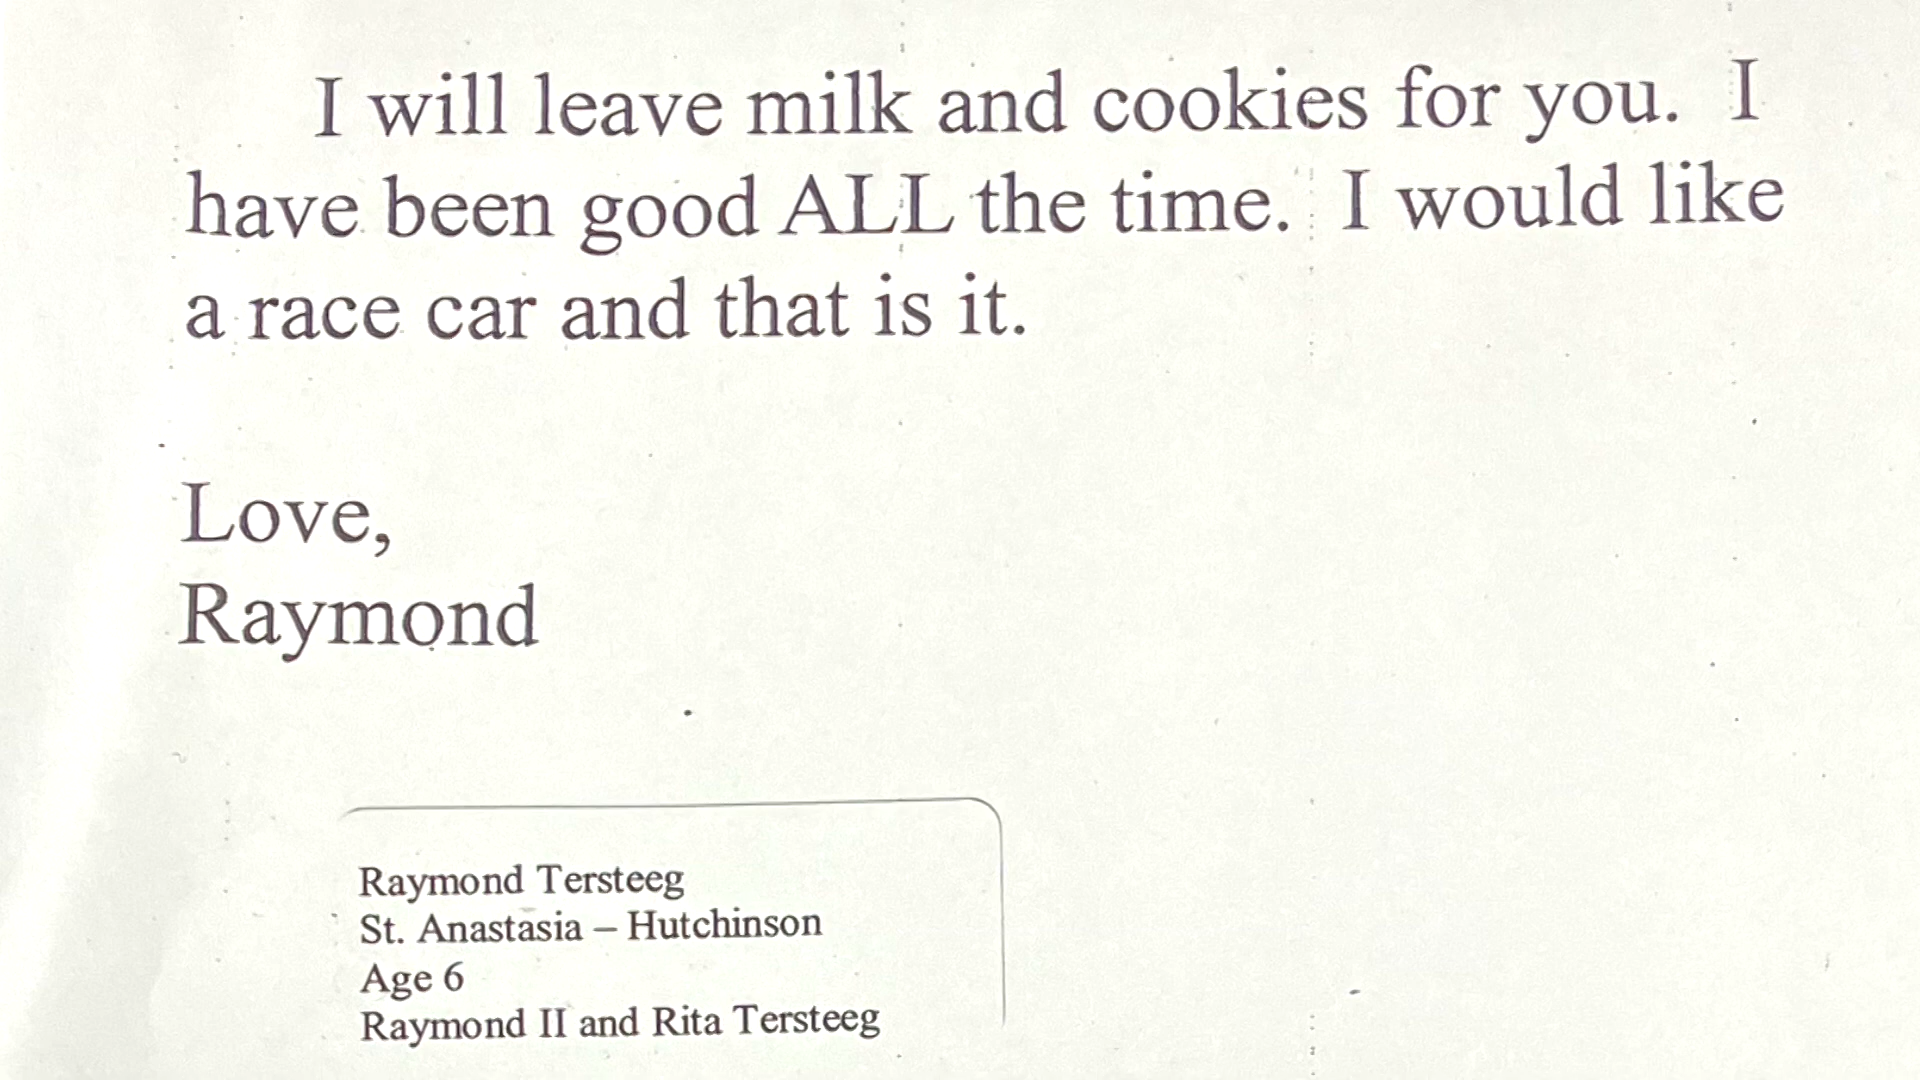 I will leave milk and cookies for you. I
have been good ALL the time. I would like
a race car and that is it.
Love,
Raymond
Raymond Tersteeg
St. Anastasia – Hutchinson
Age 6
Raymond II and Rita Tersteeg